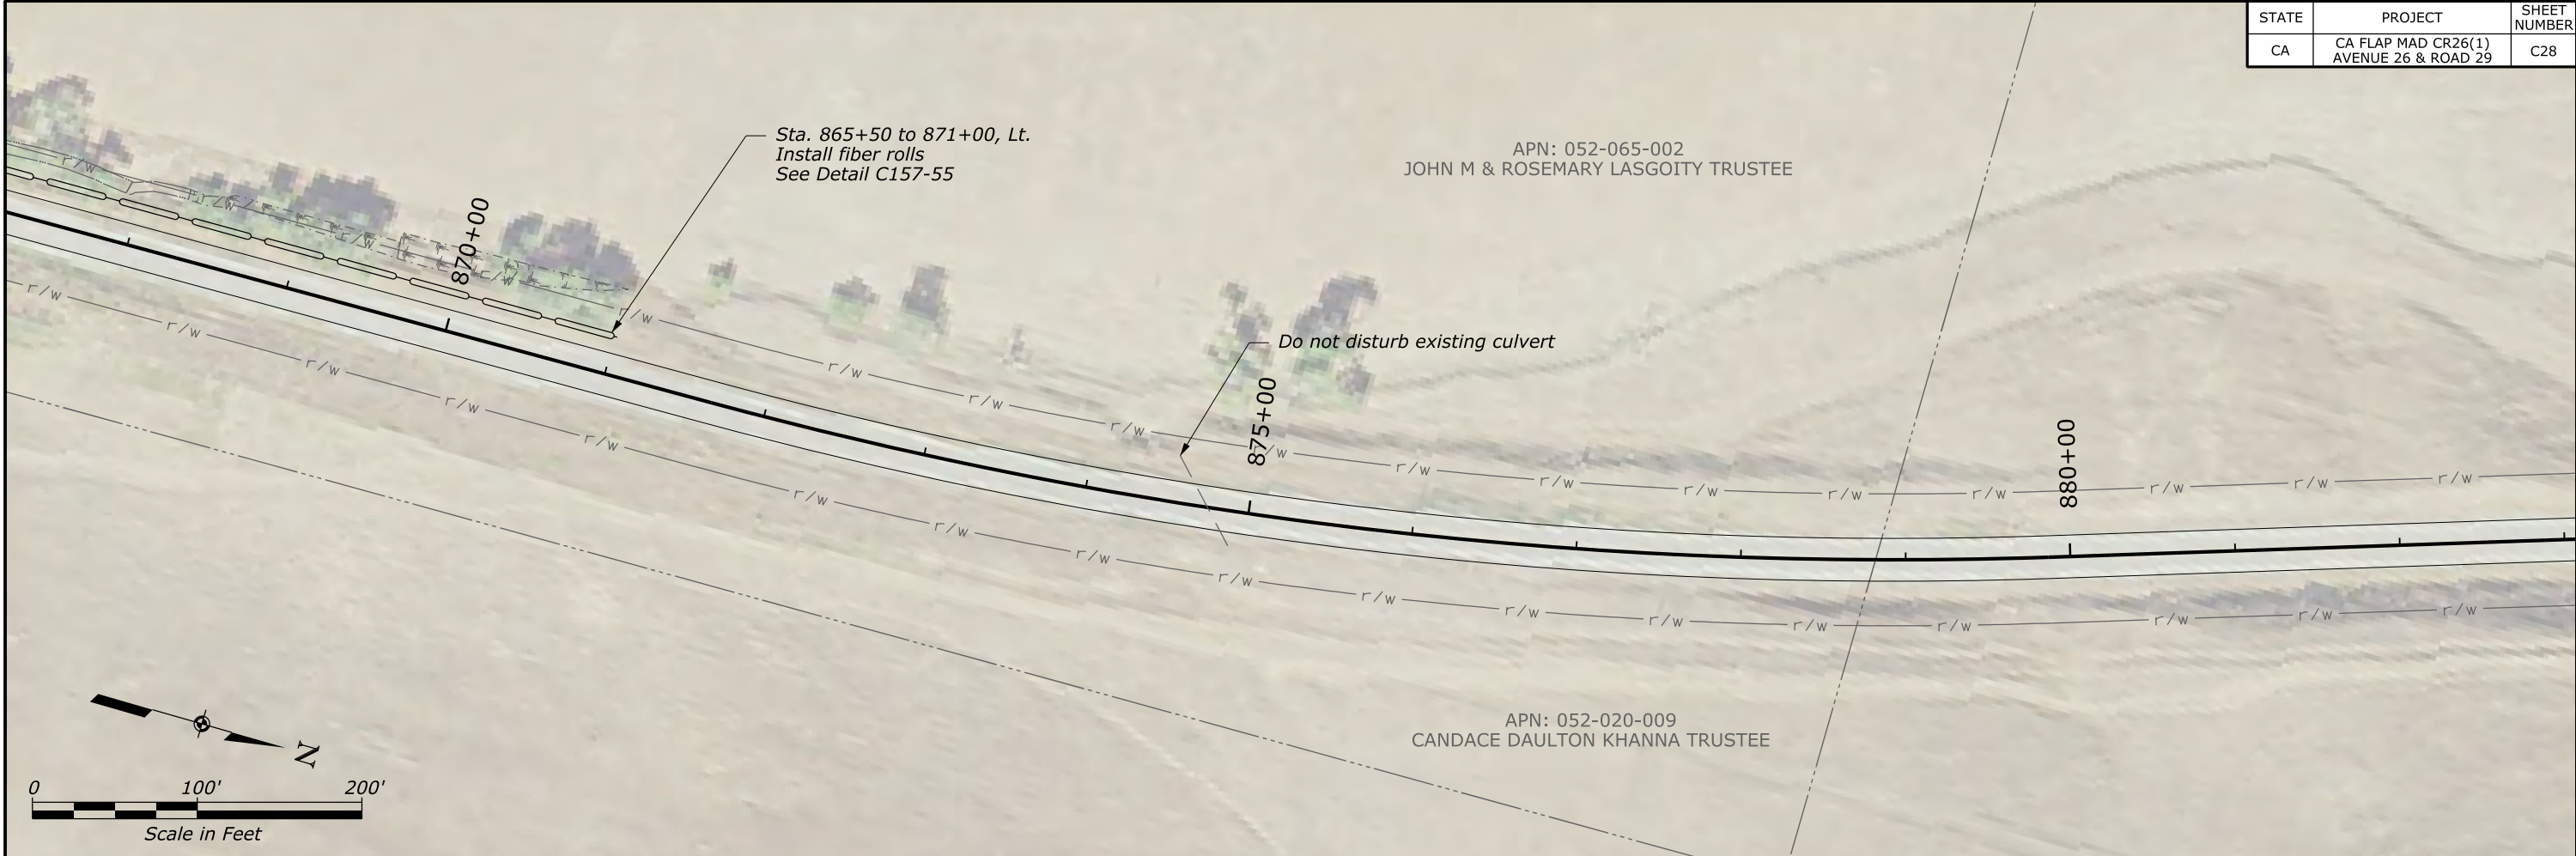 STATE PROJECT SHEET NUMBER
CA CA FLAP MAD CR26(1) AVENUE 26 & ROAD 29 C28
Sta. 865+50 to 871+00, Lt.
Install fiber rolls
See Detail C157-55
APN: 052-065-002
JOHN M & ROSEMARY LASGOITY TRUSTEE
870+00
Do not disturb existing culvert
875+00
880+00
r/w r/w r/w r/w r/w
r/w r/w r/w r/w r/w r/w r/w r/w r/w r/w r/w r/w r/w
r/w r/w r/w r/w r/w r/w r/w r/w r/w r/w r/w r/w r/w r/w r/w r/w r/w
APN: 052-020-009
CANDACE DAULTON KHANNA TRUSTEE
N
0 100' 200'
Scale in Feet